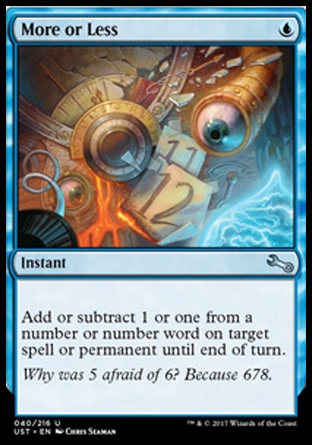 More or Less
11
12
Instant
Add or subtract 1 or one from a
number or number word on target
spell or permanent until end of turn.
Why was 5 afraid of 6? Because 678.
040/216 U
UST • EN Chris Seaman
™ & © 2017 Wizards of the Coast